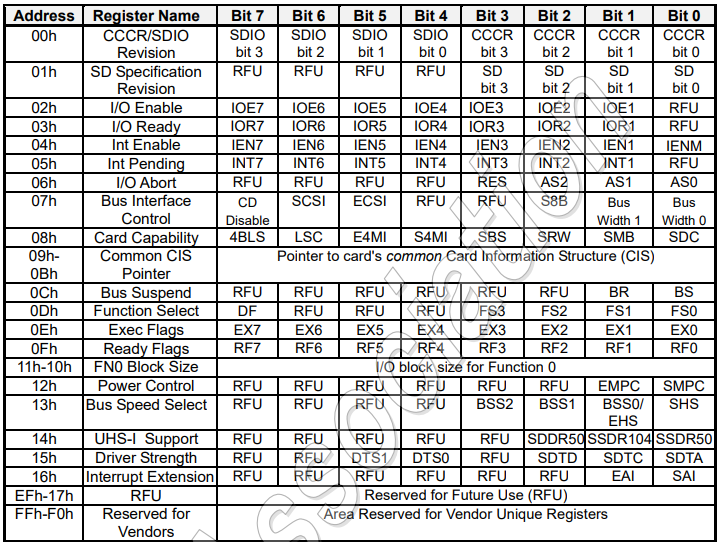 Address Register Name Bit 7 Bit 6 Bit 5 Bit 4 Bit 3 Bit 2 Bit 1 Bit 0
00h CCCR/SDIO SDIO SDIO SDIO SDIO CCCR CCCR CCCR CCCR
Revision bit 3 bit 2 bit 1 bit 0 bit 3 bit 2 bit 1 bit 0
01h SD Specification RFU RFU RFU RFU SD SD SD SD
Revision bit 3 bit 2 bit 1 bit 0
02h I/O Enable IOE7 IOE6 IOE5 IOE4 IOE3 IOE2 IOE1 RFU
03h I/O Ready IOR7 IOR6 IOR5 IOR4 IOR3 IOR2 IOR1 RFU
04h Int Enable IEN7 IEN6 IEN5 IEN4 IEN3 IEN2 IEN1 IENM
05h Int Pending INT7 INT6 INT5 INT4 INT3 INT2 INT1 RFU
06h I/O Abort RFU RFU RFU RFU RES AS2 AS1 AS0
07h Bus Interface CD SCSI ECSI RFU RFU S8B Bus Bus
Control Disable Width 1 Width 0
08h Card Capability 4BLS LSC E4MI S4MI SBS SRW SMB SDC
09h- Common CIS Pointer to card's common Card Information Structure (CIS)
0Bh Pointer
0Ch Bus Suspend RFU RFU RFU RFU RFU RFU BR BS
0Dh Function Select DF RFU RFU RFU FS3 FS2 FS1 FS0
0Eh Exec Flags EX7 EX6 EX5 EX4 EX3 EX2 EX1 EX0
0Fh Ready Flags RF7 RF6 RF5 RF4 RF3 RF2 RF1 RF0
11h-10h FN0 Block Size I/O block size for Function 0
12h Power Control RFU RFU RFU RFU RFU RFU EMPC SMPC
13h Bus Speed Select RFU RFU RFU RFU BSS2 BSS1 BSS0/ SHS
EHS
14h UHS-I Support RFU RFU RFU RFU RFU SDDR50 SSDR104 SSDR50
15h Driver Strength RFU RFU DTS1 DTS0 RFU SDTD SDTC SDTA
16h Interrupt Extension RFU RFU RFU RFU RFU RFU EAI SAI
EFh-17h RFU Reserved for Future Use (RFU)
FFh-F0h Reserved for Area Reserved for Vendor Unique Registers
Vendors
Association